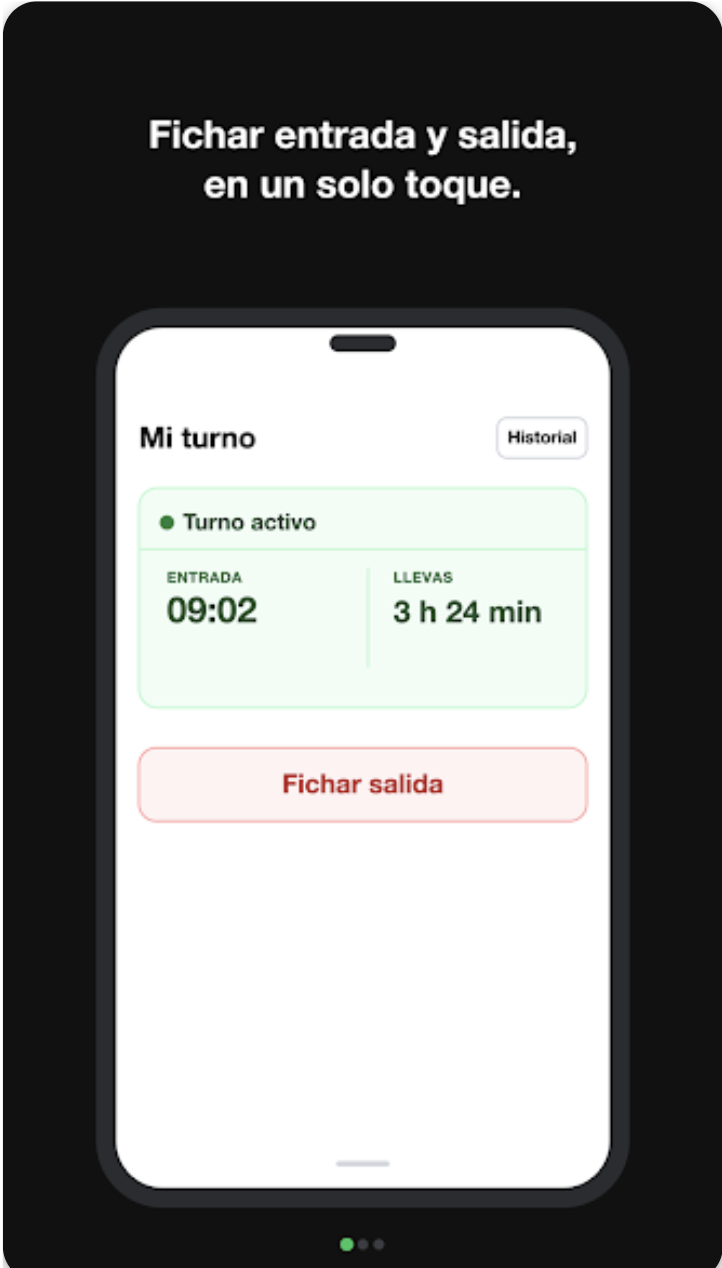 Fichar entrada y salida,
en un solo toque.
Mi turno
Historial
Turno activo
ENTRADA
09:02
LLEVAS
3 h 24 min
Fichar salida